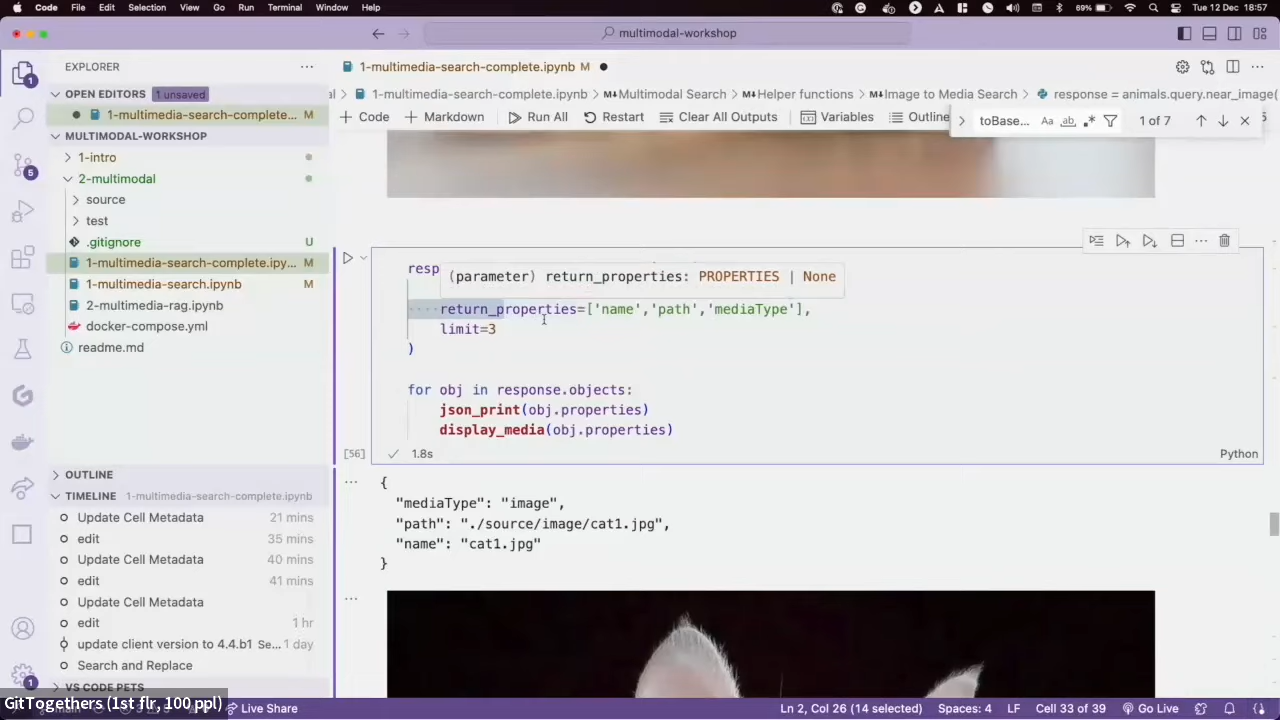 Code File Edit Selection View Go Run Terminal Window Help 69% Tue 12 Dec 18:57
multimodal-workshop
EXPLORER
1-multimedia-search-complete.ipynb M
OPEN EDITORS 1 unsaved
1-multimedia-search-complete... M
al > 1-multimedia-search-complete.ipynb > Multimodal Search > Helper functions > Image to Media Search > response = animals.query.near_image(
+ Code + Markdown Run All Restart Clear All Outputs Variables Outline
toBase... Aa ab 1 of 7
MULTIMODAL-WORKSHOP
1-intro
2-multimodal
source
test
.gitignore U
1-multimedia-search-complete.ipy... M
1-multimedia-search.ipynb M
2-multimedia-rag.ipynb
docker-compose.yml
readme.md
resp
(parameter) return_properties: PROPERTIES | None
return_properties=['name','path','mediaType'],
limit=3
)
for obj in response.objects:
json_print(obj.properties)
display_media(obj.properties)
[56] 1.8s Python
{
"mediaType": "image",
"path": "./source/image/cat1.jpg",
"name": "cat1.jpg"
}
OUTLINE
TIMELINE 1-multimedia-search-complete.ipynb
Update Cell Metadata 21 mins
edit 35 mins
Update Cell Metadata 40 mins
edit 41 mins
Update Cell Metadata
edit 1 hr
update client version to 4.4.b1 Se... 1 day
Search and Replace
VS CODE PETS
GitTogethers (1st flr, 100 ppl)
Live Share Ln 2, Col 26 (14 selected) Spaces: 4 LF Cell 33 of 39 Go Live